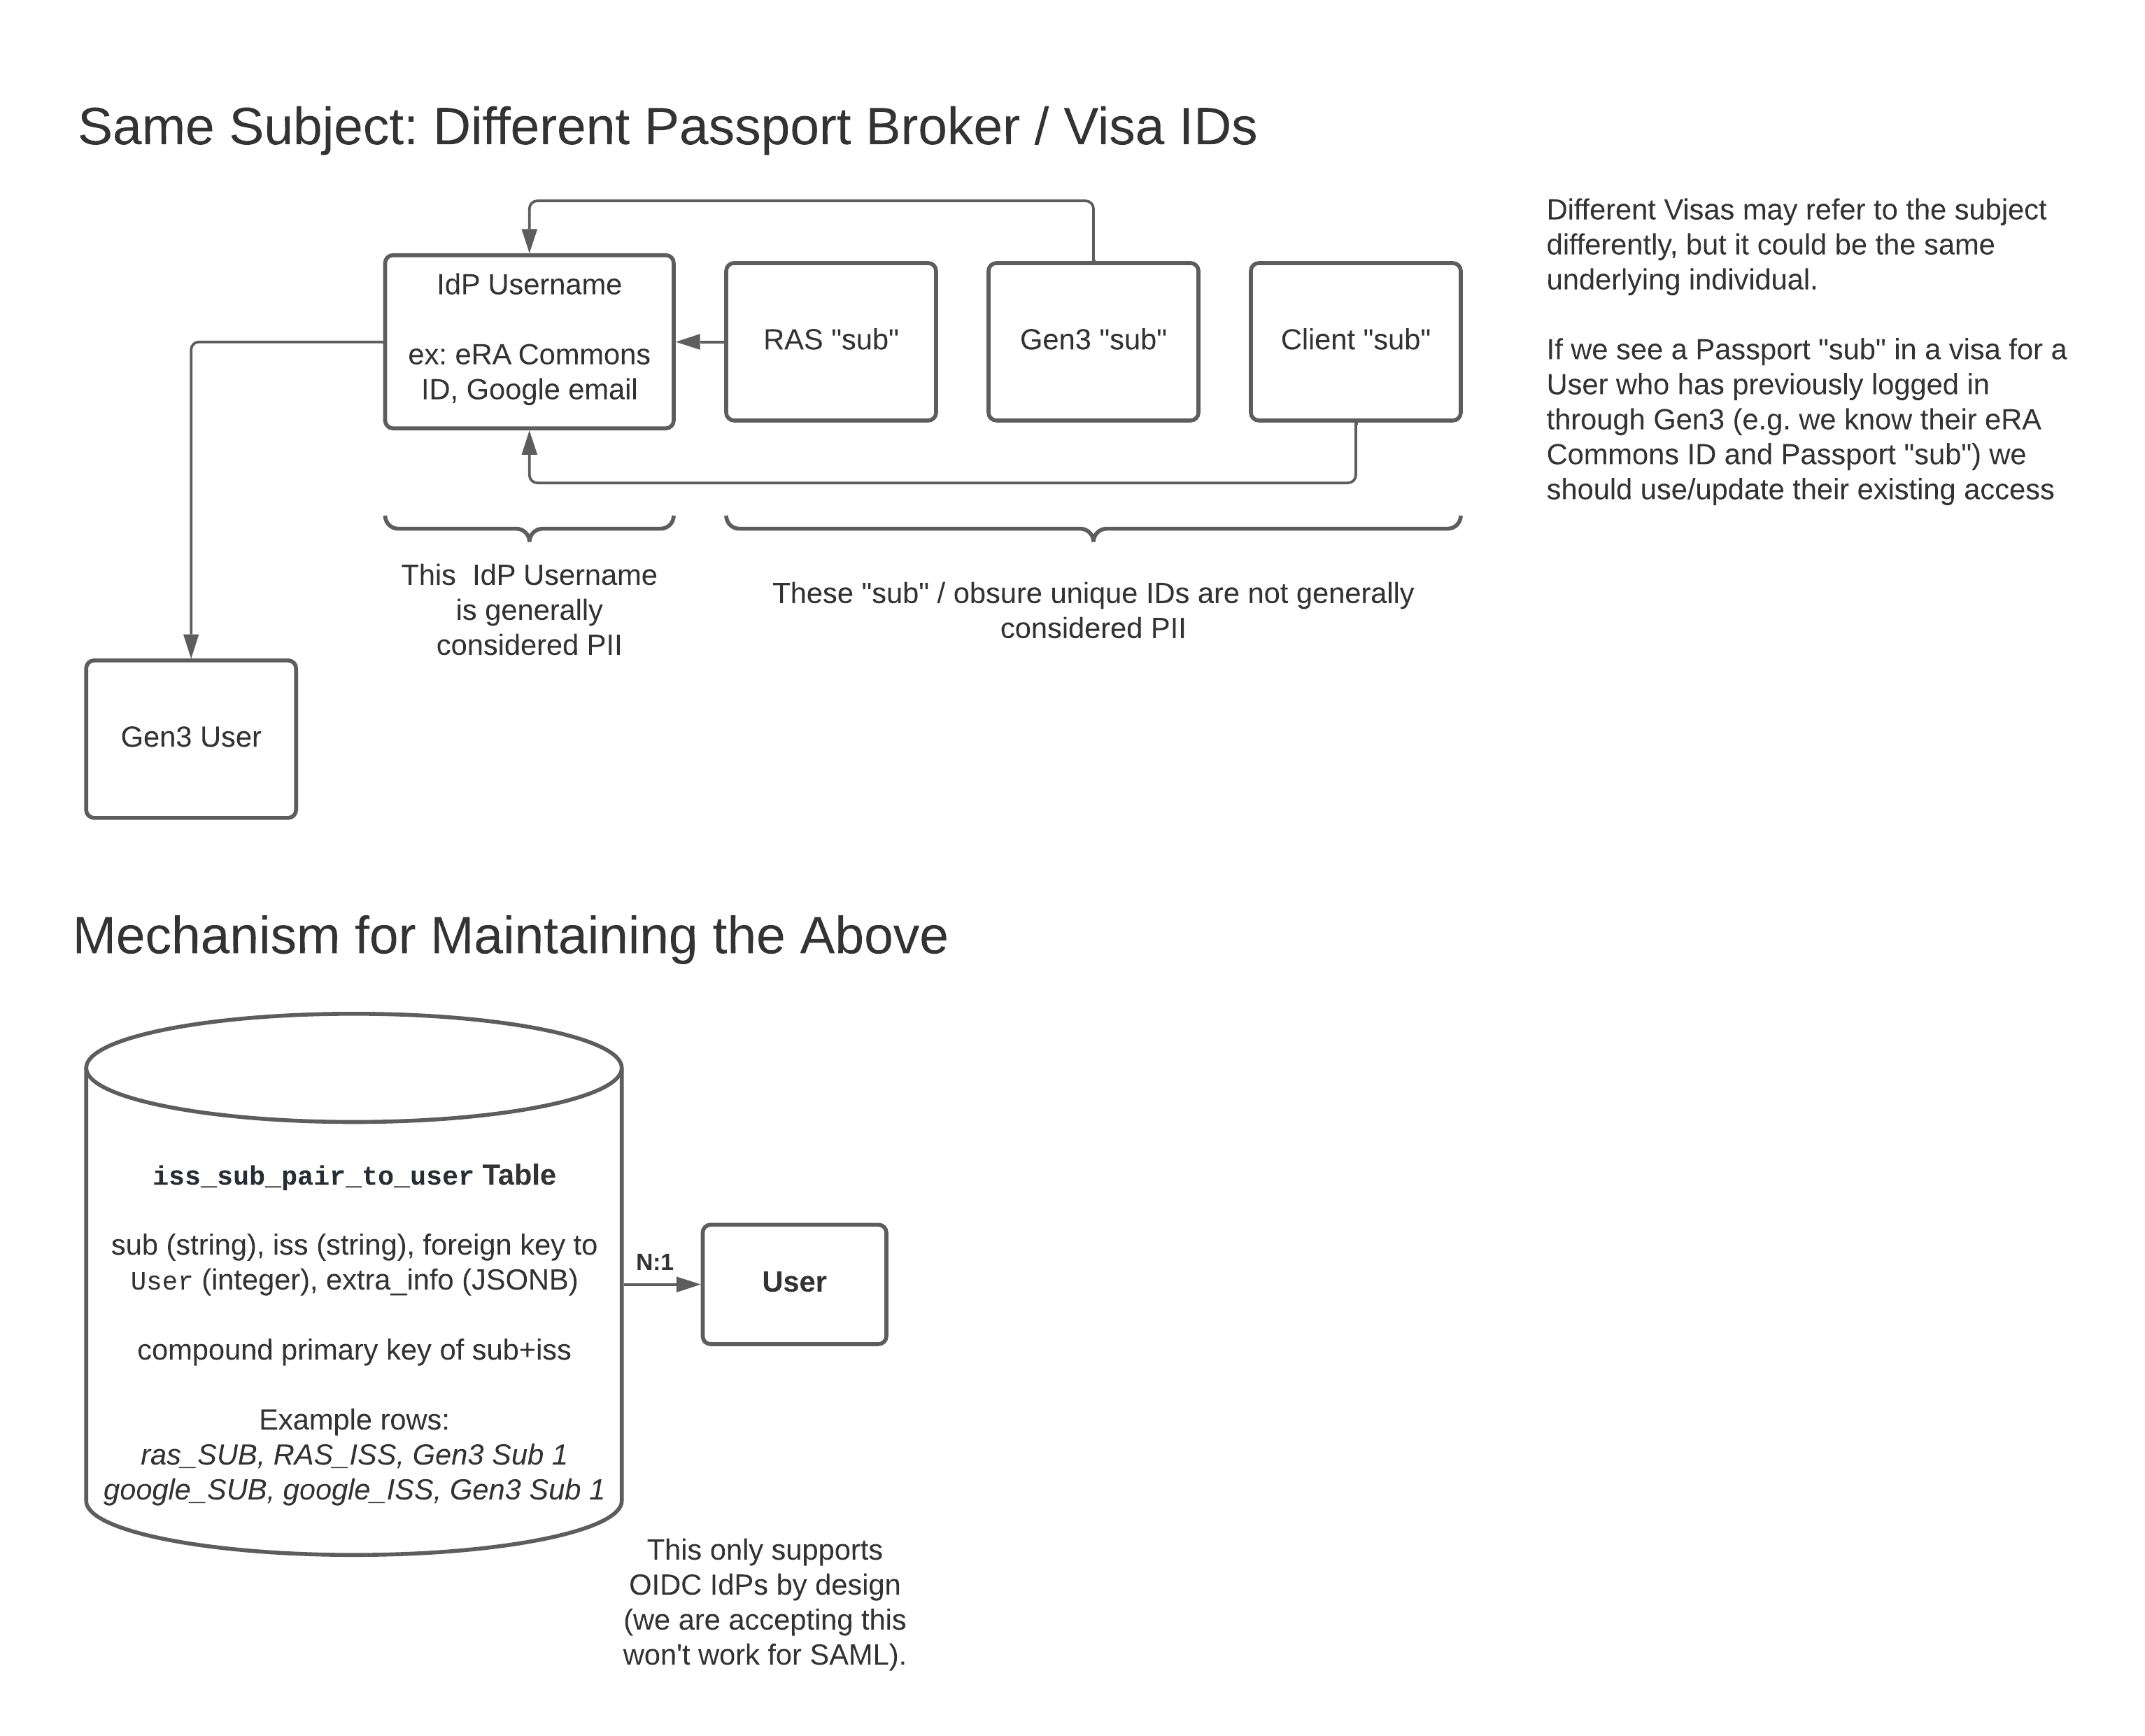 Same Subject: Different Passport Broker / Visa IDs
IdP Username
ex: eRA Commons
ID, Google email
RAS "sub"
Gen3 "sub"
Client "sub"
Different Visas may refer to the subject
differently, but it could be the same
underlying individual.
If we see a Passport "sub" in a visa for a
User who has previously logged in
through Gen3 (e.g. we know their eRA
Commons ID and Passport "sub") we
should use/update their existing access
This  IdP Username
is generally
considered PII
These "sub" / obsure unique IDs are not generally
considered PII
Gen3 User
Mechanism for Maintaining the Above
iss_sub_pair_to_user Table
sub (string), iss (string), foreign key to
User (integer), extra_info (JSONB)
compound primary key of sub+iss
Example rows:
ras_SUB, RAS_ISS, Gen3 Sub 1
google_SUB, google_ISS, Gen3 Sub 1
N:1
User
This only supports
OIDC IdPs by design
(we are accepting this
won't work for SAML).